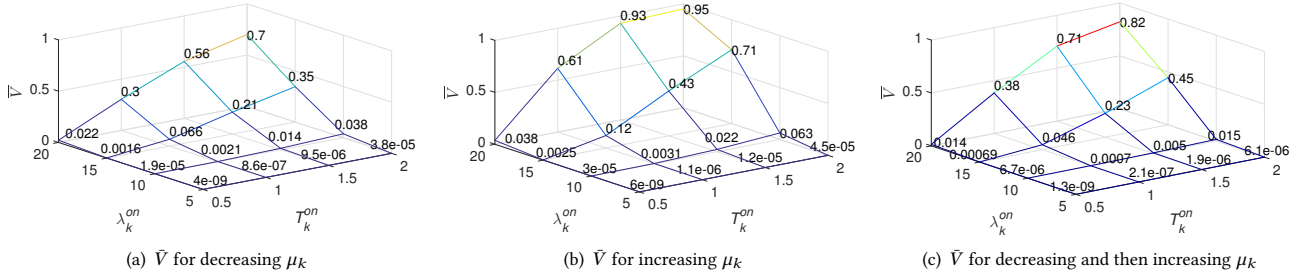 1
0.5
0
V̅
0.022
0.3
0.56
0.7
0.0016
0.066
0.21
0.35
1.9e-05
0.0021
0.014
0.038
4e-09
8.6e-07
9.5e-06
3.8e-05
20
15
10
5
0.5
1
1.5
2
λ_k^on
T_k^on
(a) V̄ for decreasing μ_k
1
0.5
0
V̅
0.038
0.61
0.93
0.95
0.0025
0.12
0.43
0.71
3e-05
0.0031
0.022
0.063
6e-09
1.1e-06
1.2e-05
4.5e-05
20
15
10
5
0.5
1
1.5
2
λ_k^on
T_k^on
(b) V̄ for increasing μ_k
1
0.5
0
V̅
0.014
0.38
0.71
0.82
0.00069
0.046
0.23
0.45
6.7e-06
0.0007
0.005
0.015
1.3e-09
2.1e-07
1.9e-06
6.1e-06
20
15
10
5
0.5
1
1.5
2
λ_k^on
T_k^on
(c) V̄ for decreasing and then increasing μ_k